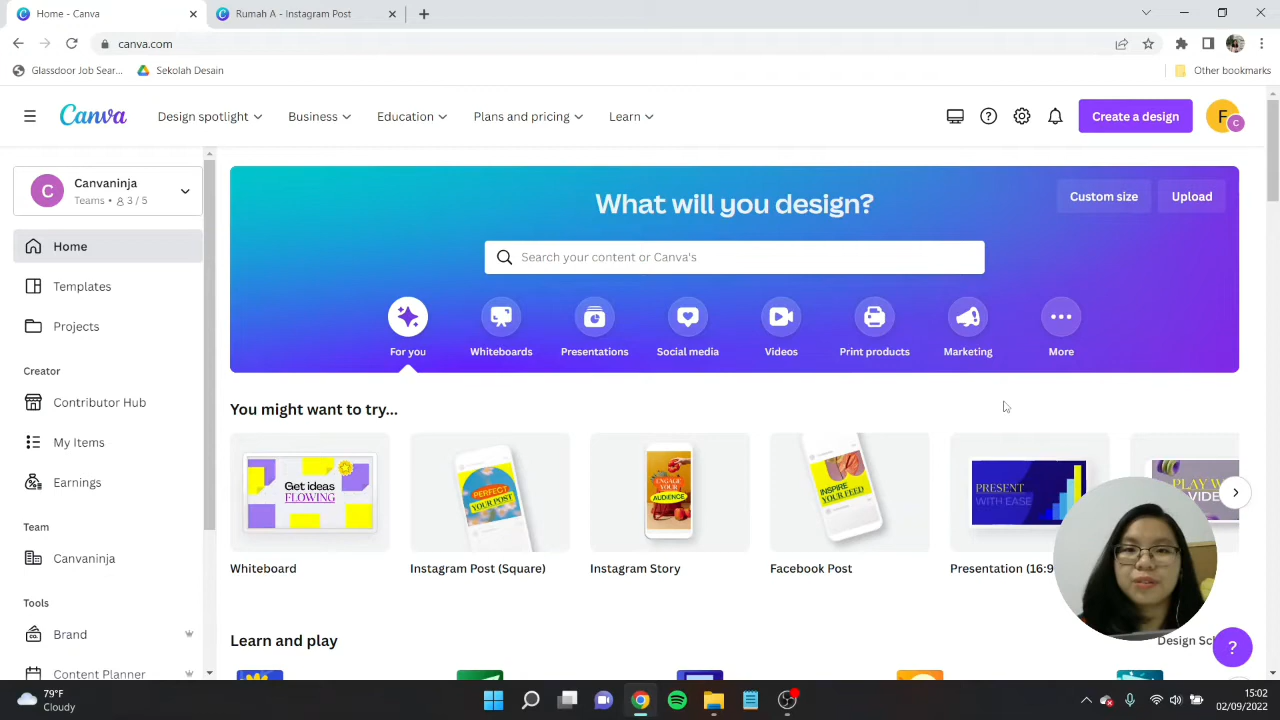 Home - Canva
Rumah A - Instagram Post
canva.com
Glassdoor Job Sear...
Sekolah Desain
Other bookmarks
Canva
Design spotlight
Business
Education
Plans and pricing
Learn
Create a design
F
C
C
Canvaninja
Teams • 3 / 5
What will you design?
Custom size
Upload
Search your content or Canva's
Home
Templates
Projects
Creator
Contributor Hub
My Items
Earnings
Team
Canvaninja
Tools
Brand
Content Planner
For you
Whiteboards
Presentations
Social media
Videos
Print products
Marketing
More
You might want to try...
Get ideas
FLOWING
PERFECT
YOUR POST
ENGAGE
YOUR
AUDIENCE
INSPIRE
YOUR FEED
PRESENT
WITH EASE
PLAY W
VIDE
Whiteboard
Instagram Post (Square)
Instagram Story
Facebook Post
Presentation (16:9
Learn and play
Design Sc
?
79°F
Cloudy
15:02
02/09/2022